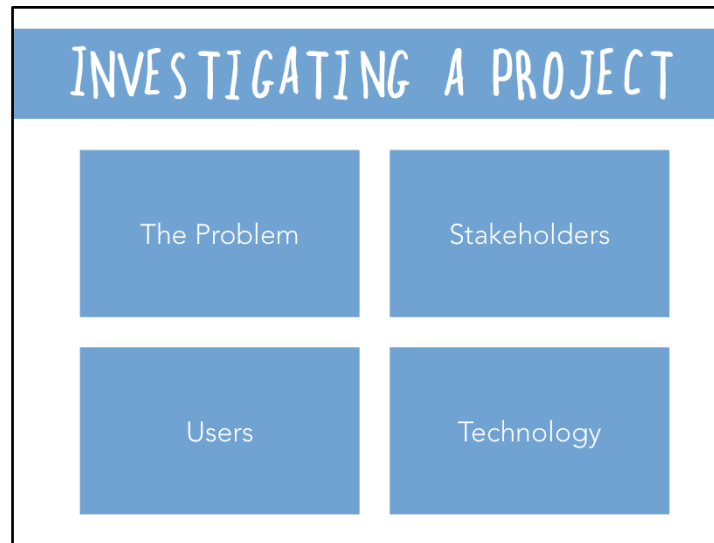 INVESTIGATING A PROJECT
The Problem
Stakeholders
Users
Technology